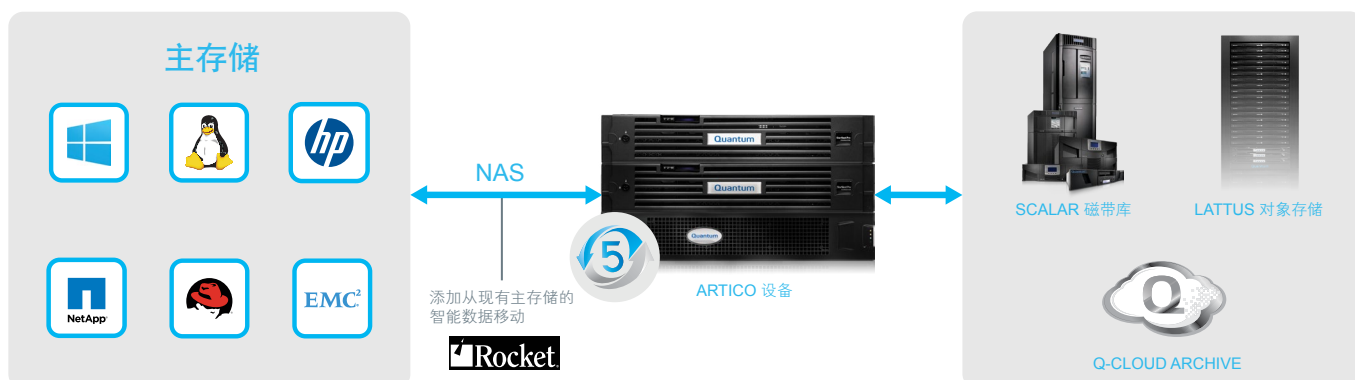 主存储
hp
NetApp
EMC²
NAS
添加从现有主存储的
智能数据移动
Rocket
Quantum
Quantum
Quantum
5
ARTICO 设备
SCALAR 磁带库
LATTUS 对象存储
Q
Q-CLOUD ARCHIVE